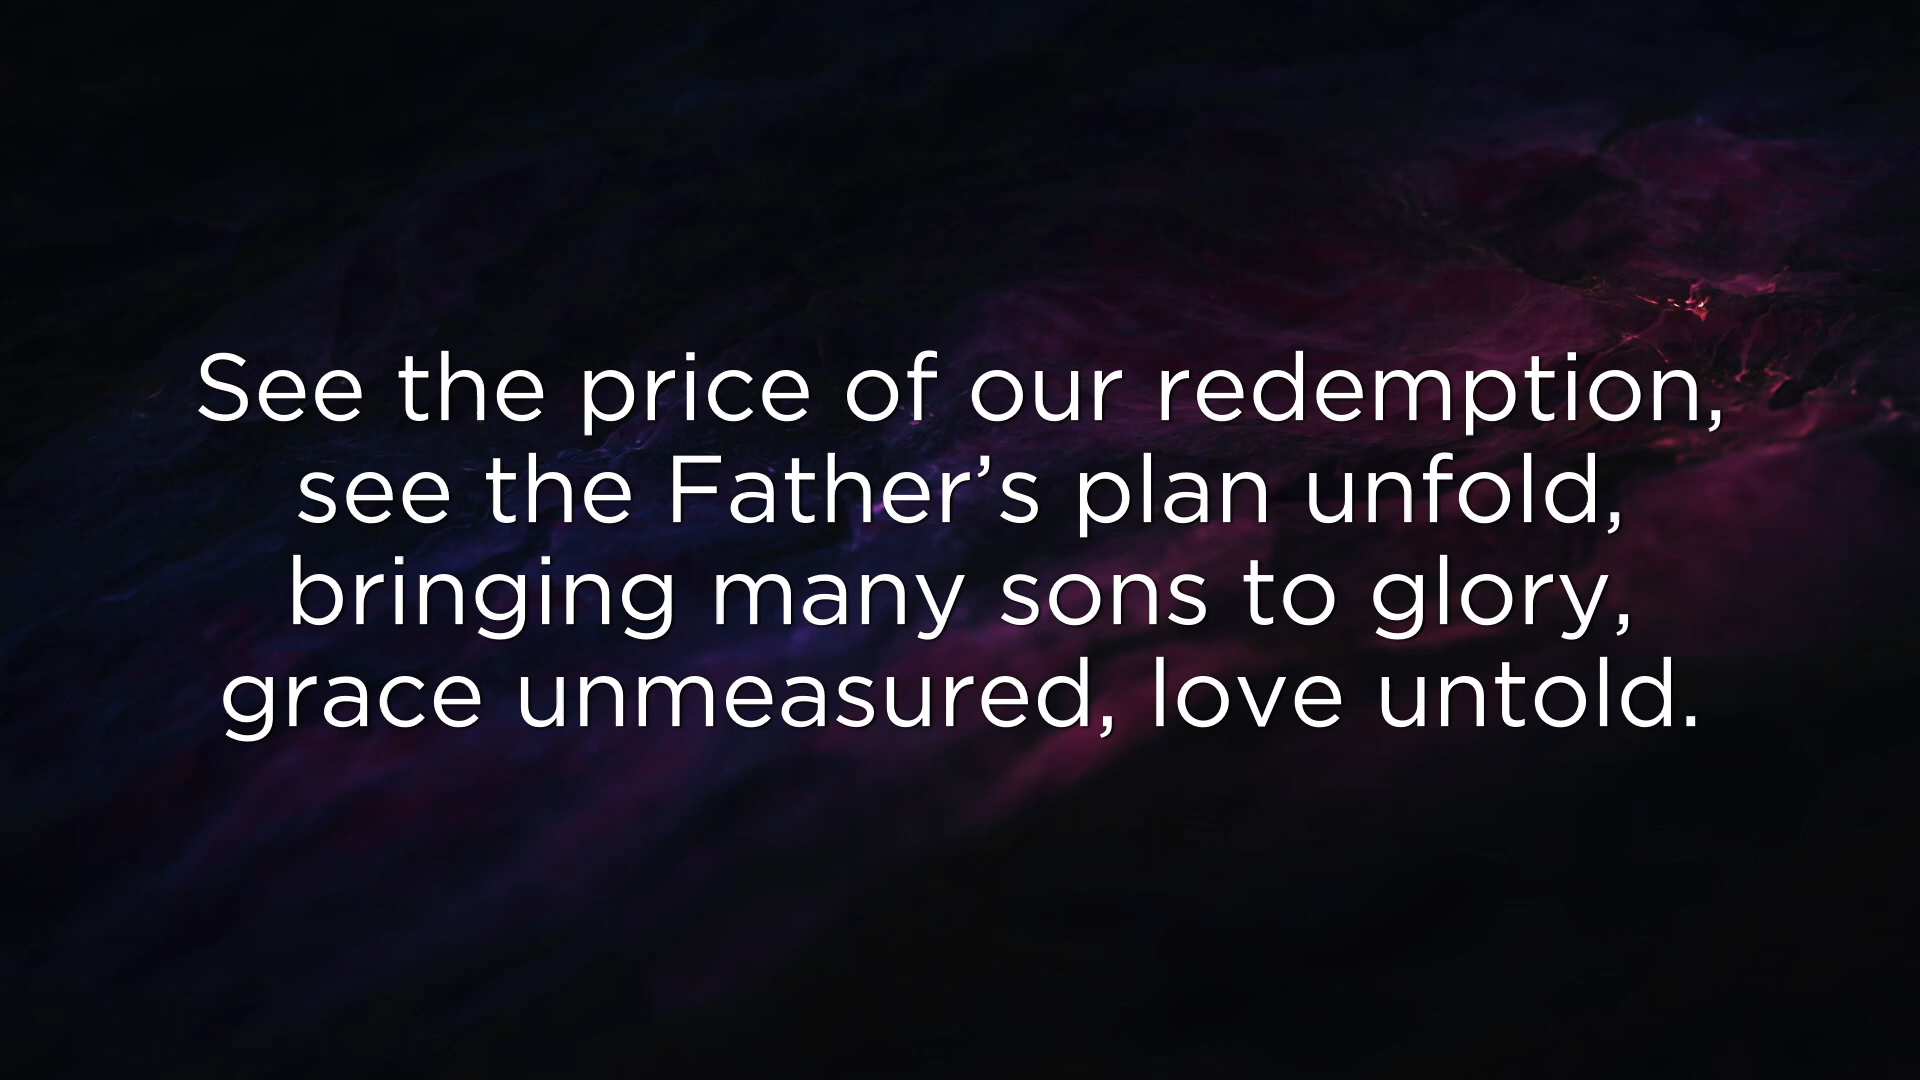 See the price of our redemption,
see the Father’s plan unfold,
bringing many sons to glory,
grace unmeasured, love untold.